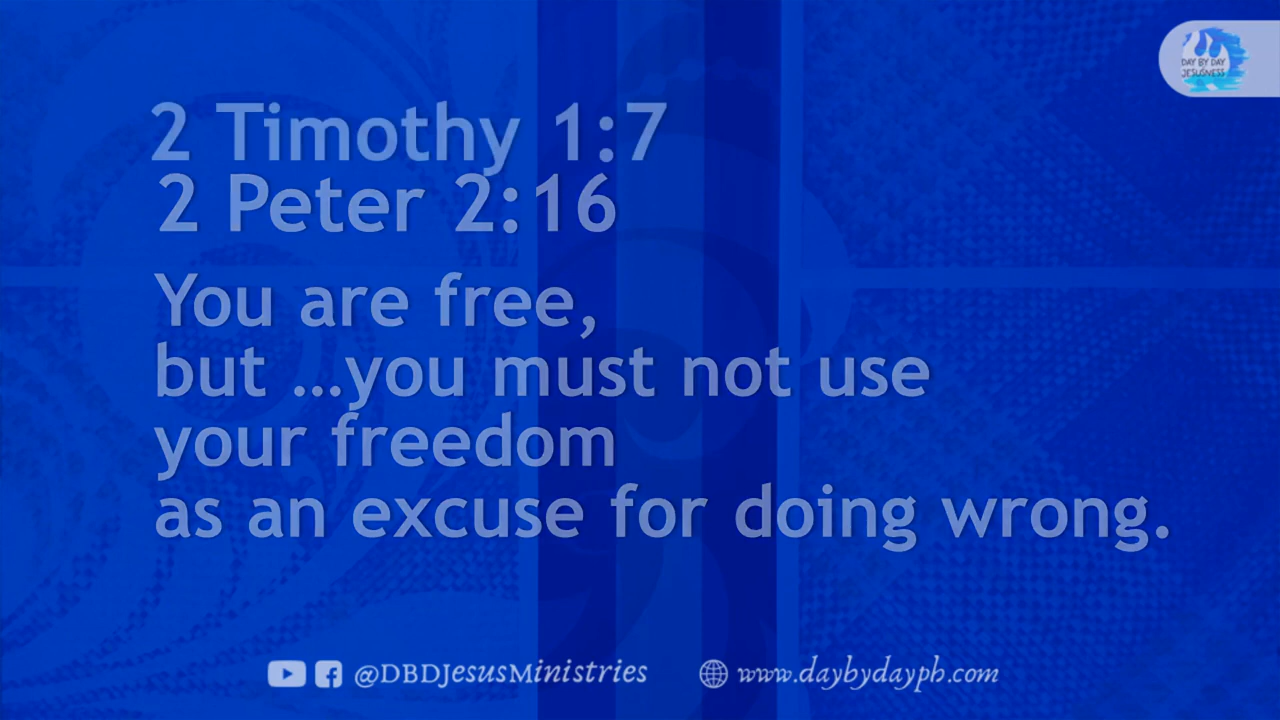 DAY BY DAY
JESUSNESS
2 Timothy 1:7
2 Peter 2:16
You are free,
but ...you must not use
your freedom
as an excuse for doing wrong.
@DBDJesusMinistries
www.daybydayph.com